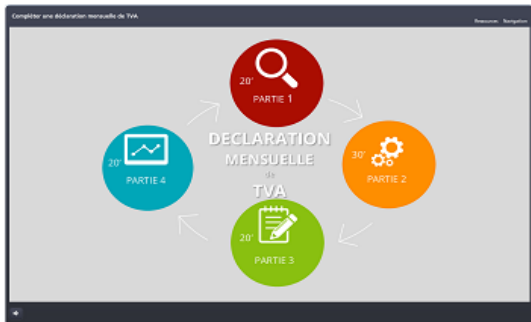 Compléter une déclaration mensuelle de TVA
Ressources Navigation
20'
PARTIE 1
DECLARATION
MENSUELLE
de
TVA
30'
PARTIE 2
20'
PARTIE 3
20'
PARTIE 4